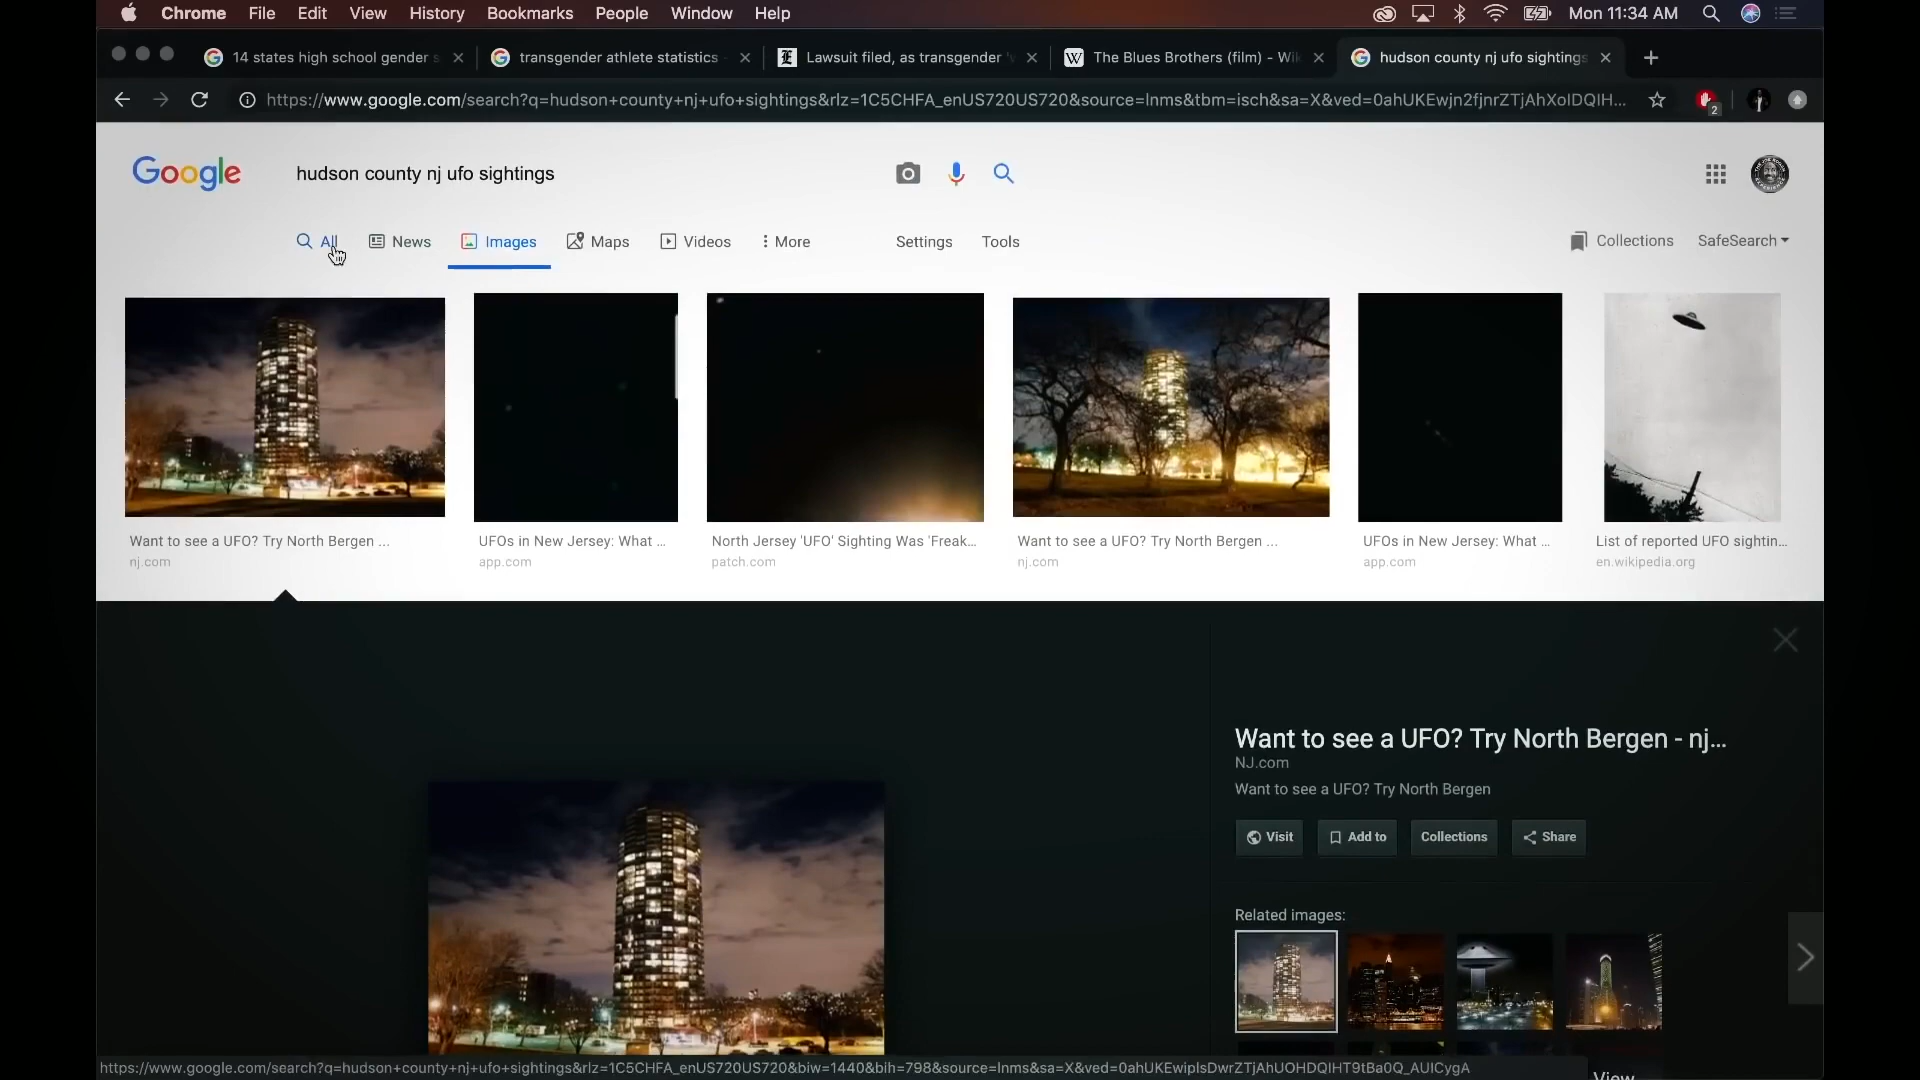 Chrome File Edit View History Bookmarks People Window Help Mon 11:34 AM
14 states high school gender s
transgender athlete statistics -
Lawsuit filed, as transgender
The Blues Brothers (film) - Wik
hudson county nj ufo sightings
https://www.google.com/search?q=hudson+county+nj+ufo+sightings&rlz=1C5CHFA_enUS720US720&source=lnms&tbm=isch&sa=X&ved=0ahUKEwjn2fjnrZTjAhXoIDQIH...
2
Google
hudson county nj ufo sightings
All News Images Maps Videos More Settings Tools
Collections SafeSearch
Want to see a UFO? Try North Bergen ...
nj.com
UFOs in New Jersey: What ...
app.com
North Jersey 'UFO' Sighting Was 'Freak...
patch.com
Want to see a UFO? Try North Bergen ...
nj.com
UFOs in New Jersey: What ...
app.com
List of reported UFO sightin...
en.wikipedia.org
Want to see a UFO? Try North Bergen - nj...
NJ.com
Want to see a UFO? Try North Bergen
Visit Add to Collections Share
Related images:
View
https://www.google.com/search?q=hudson+county+nj+ufo+sightings&rlz=1C5CHFA_enUS720US720&biw=1440&bih=798&source=lnms&sa=X&ved=0ahUKEwiplsDwrZTjAhUOHDQIHT9tBa0Q_AUICygA